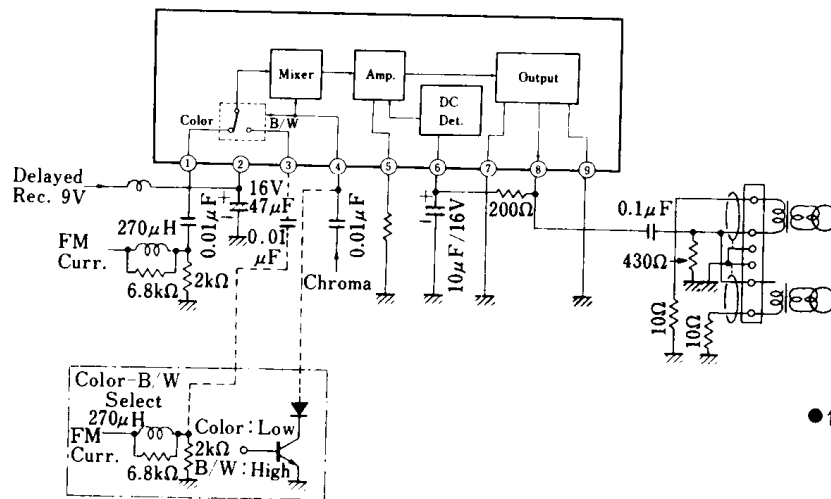 Mixer
Amp.
Output
DC
Det.
Color
B/W
1 2 3 4 5 6 7 8 9
Delayed
Rec. 9V
16V
47μF
0.01μF
0.01
μF
0.01μF
200Ω
10μF/16V
0.1μF
430Ω
270μH
FM
Curr.
2kΩ
6.8kΩ
Chroma
10Ω
10Ω
Color-B/W
Select
270μH
FM
Curr.
6.8kΩ
2kΩ
Color:Low
B/W:High